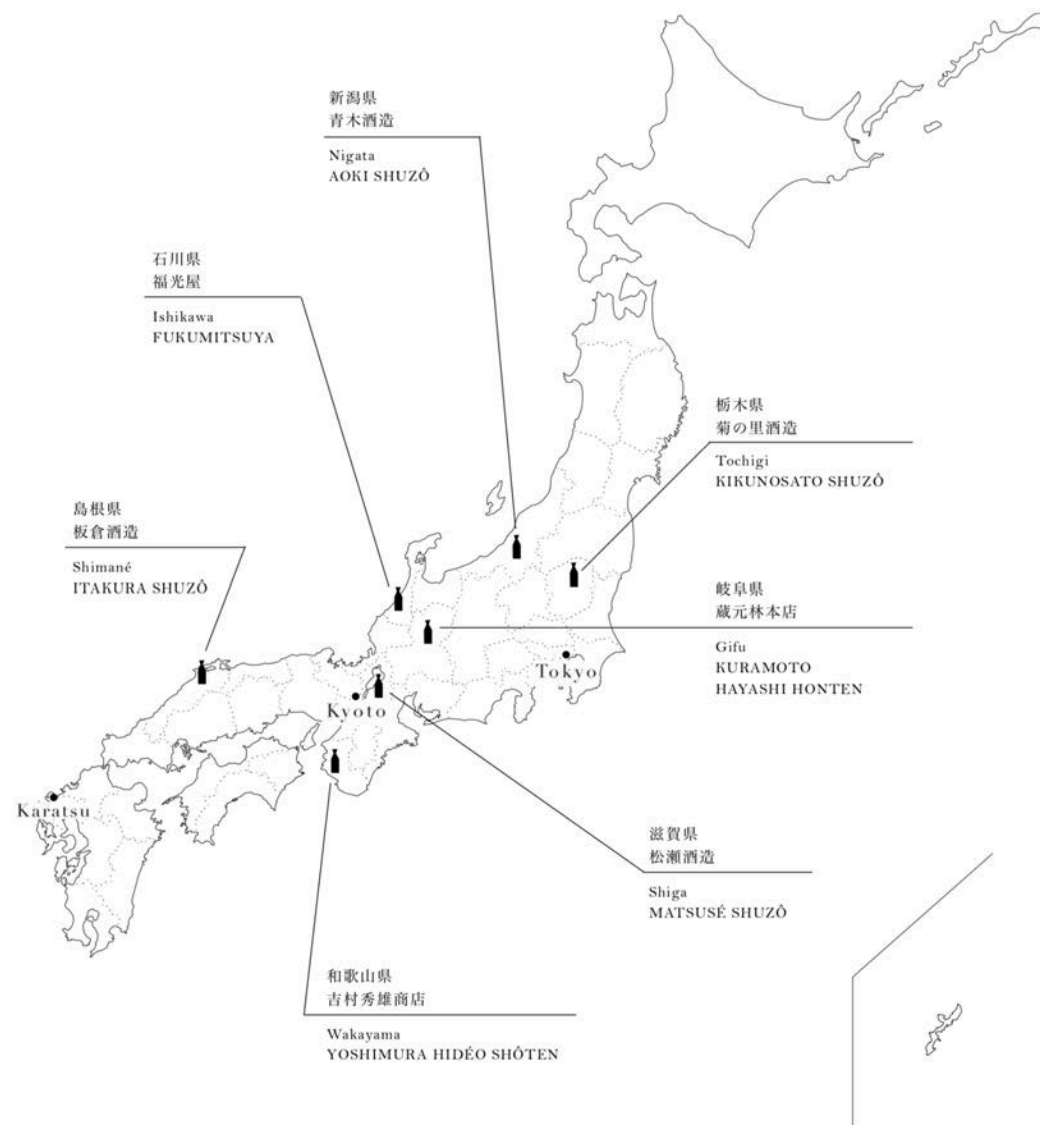 新潟県
青木酒造
Nigata
AOKI SHUZÔ
石川県
福光屋
Ishikawa
FUKUMITSUYA
栃木県
菊の里酒造
Tochigi
KIKUNOSATO SHUZÔ
島根県
板倉酒造
Shimané
ITAKURA SHUZÔ
岐阜県
蔵元林本店
Gifu
KURAMOTO
HAYASHI HONTEN
Tokyo
Kyoto
Karatsu
滋賀県
松瀬酒造
Shiga
MATSUSÉ SHUZÔ
和歌山県
吉村秀雄商店
Wakayama
YOSHIMURA HIDÉO SHÔTEN